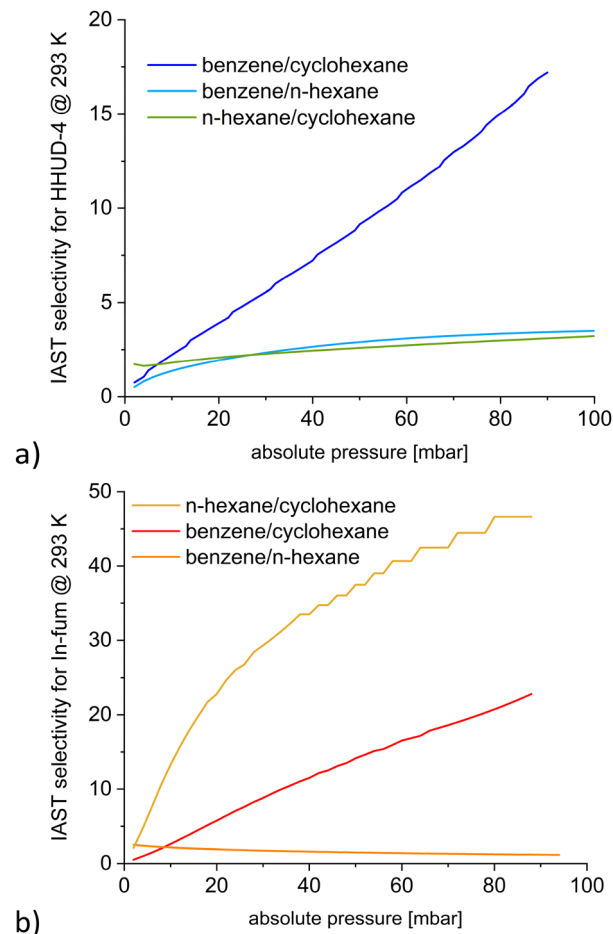 20
15
10
5
0
IAST selectivity for HHUD-4 @ 293 K
benzene/cyclohexane
benzene/n-hexane
n-hexane/cyclohexane
0 20 40 60 80 100
absolute pressure [mbar]
a)
50
40
30
20
10
0
IAST selectivity for In-fum @ 293 K
n-hexane/cyclohexane
benzene/cyclohexane
benzene/n-hexane
0 20 40 60 80 100
absolute pressure [mbar]
b)